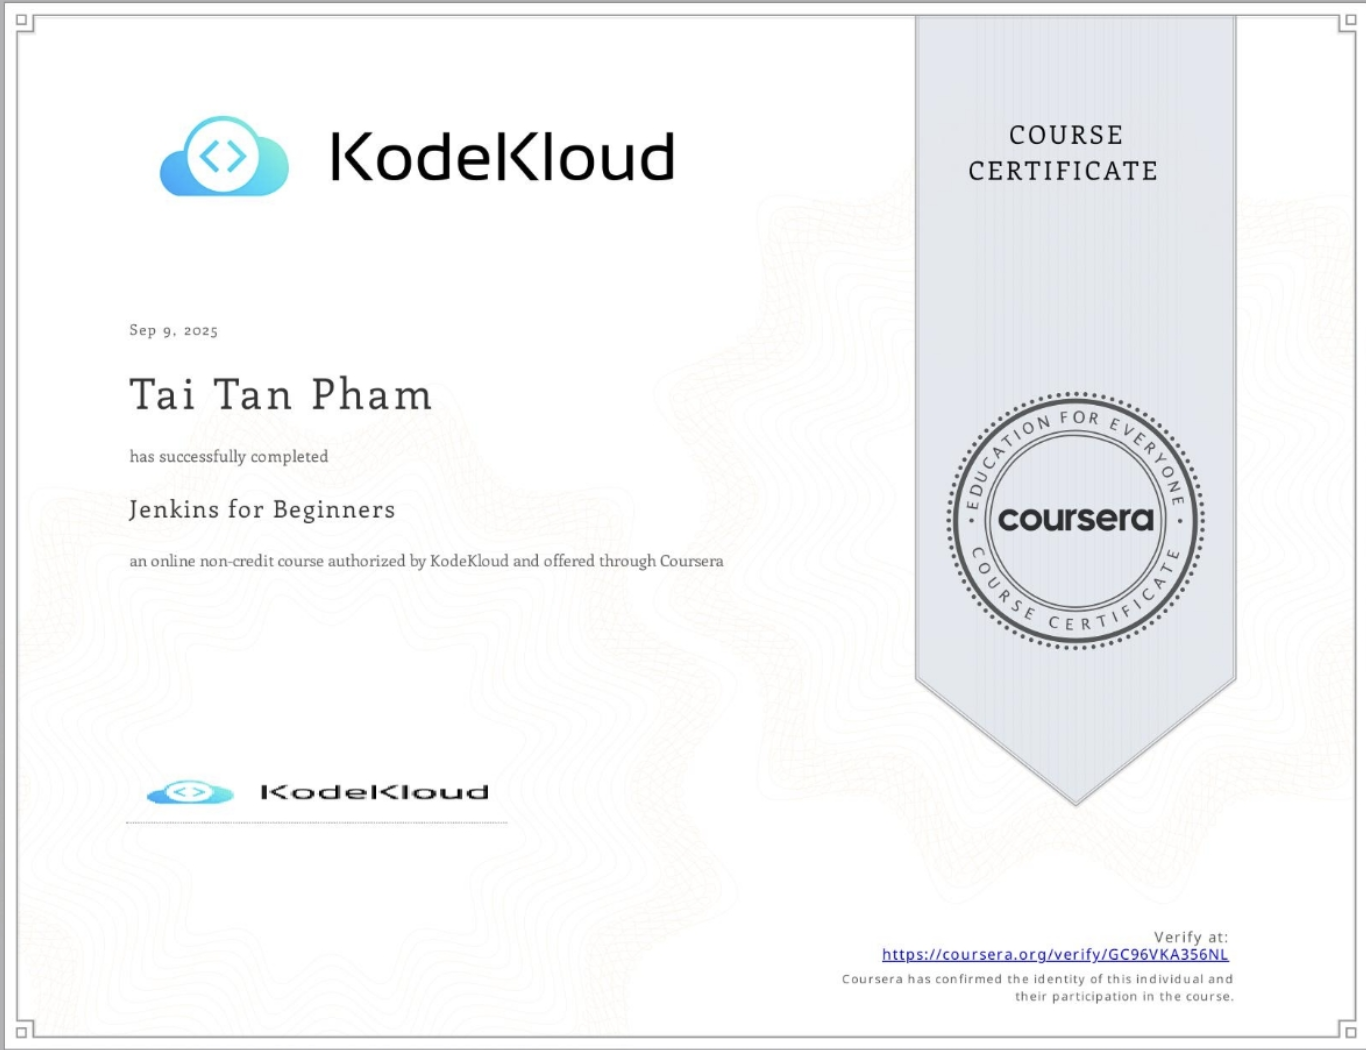 KodeKloud
COURSE
CERTIFICATE
Sep 9, 2025
Tai Tan Pham
has successfully completed
Jenkins for Beginners
an online non-credit course authorized by KodeKloud and offered through Coursera
EDUCATION FOR EVERYONE
coursera
COURSE CERTIFICATE
KodeKloud
Verify at:
https://coursera.org/verify/GC96VKA356NL
Coursera has confirmed the identity of this individual and
their participation in the course.